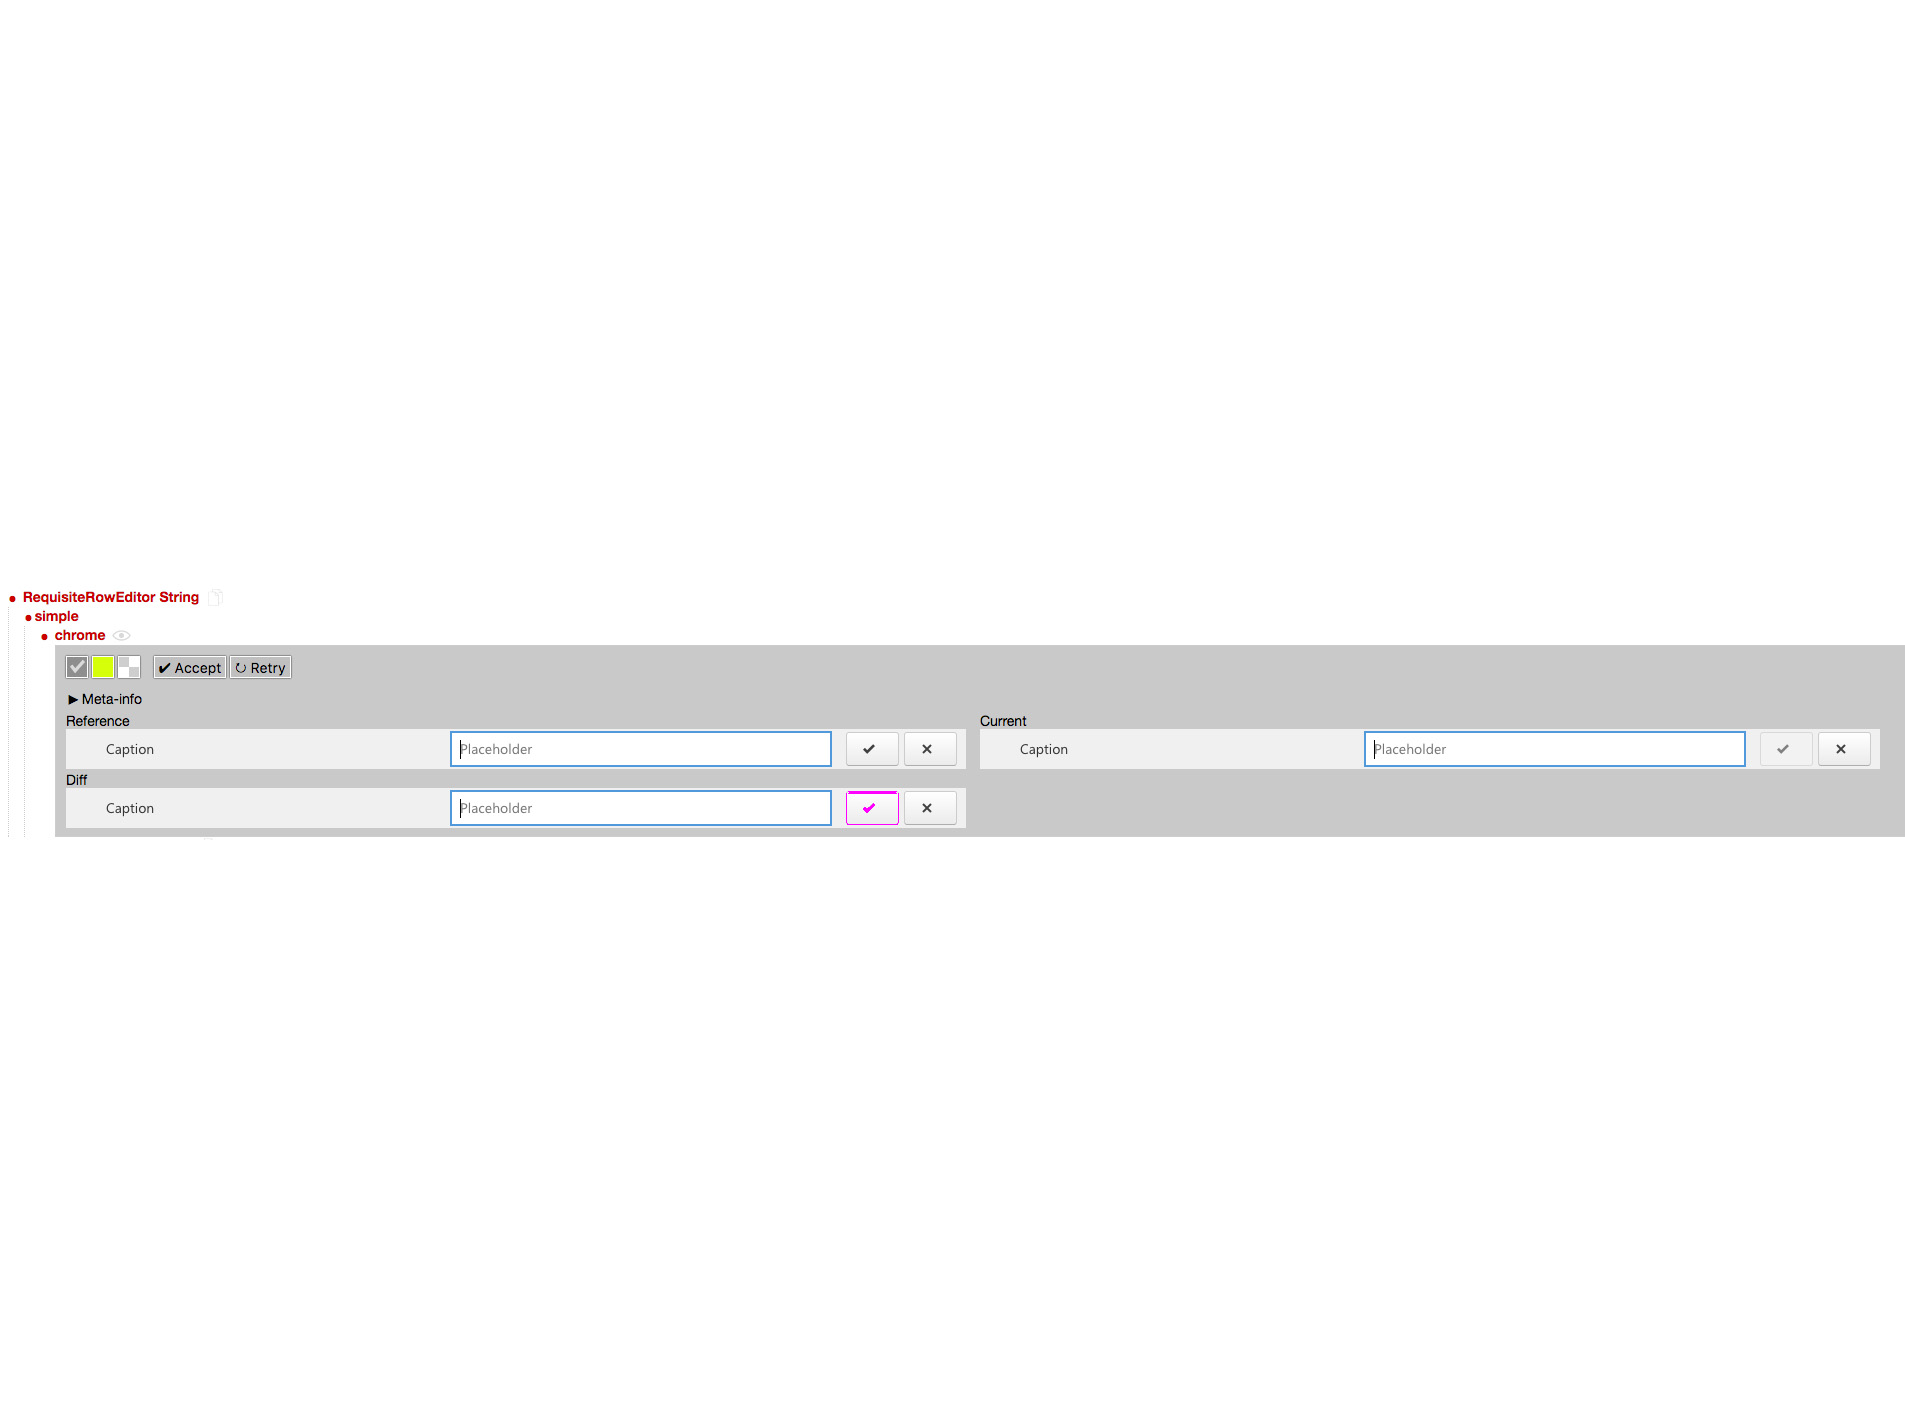 RequisiteRowEditor String
simple
chrome
✔ Accept ↻ Retry
▶ Meta-info
Reference
Caption Placeholder ✔ ✕
Current
Caption Placeholder ✔ ✕
Diff
Caption Placeholder ✔ ✕